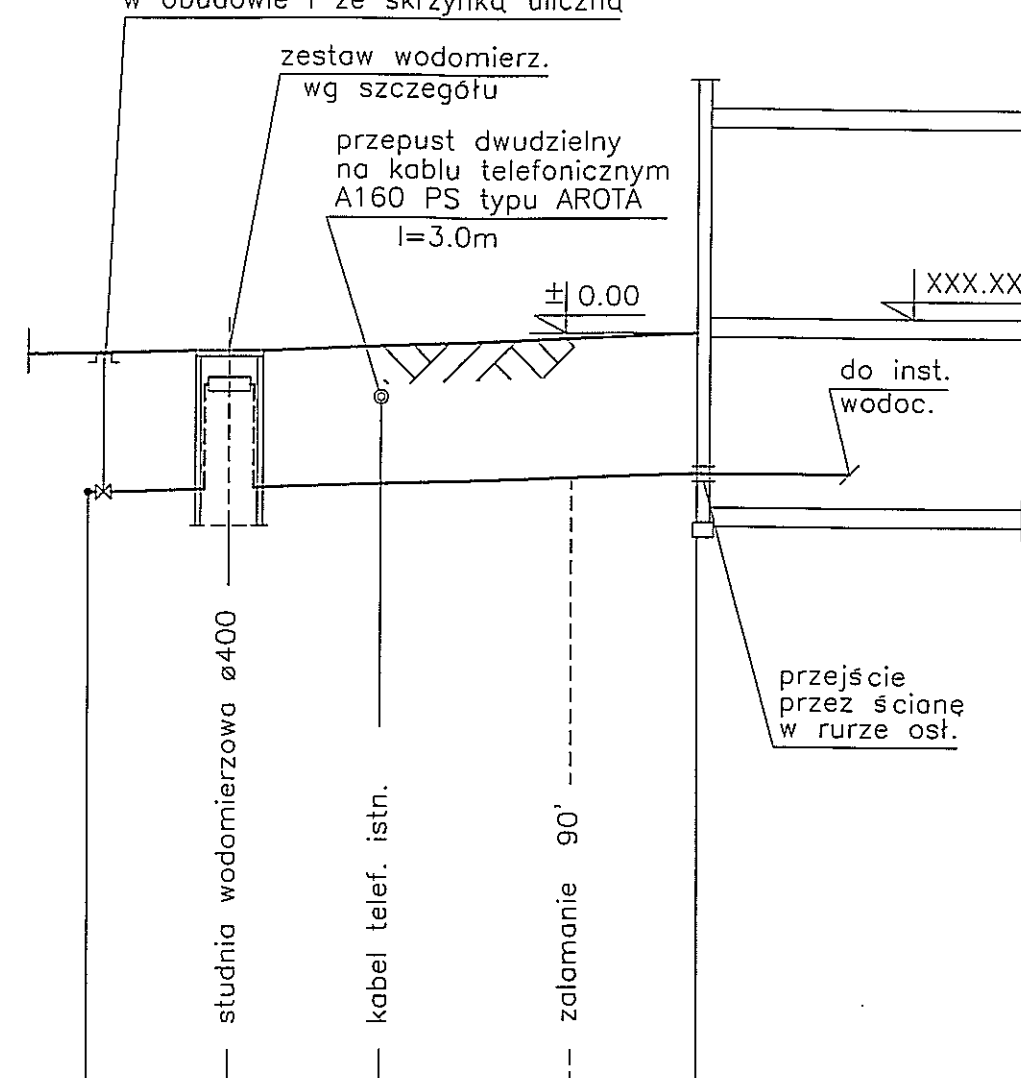 w obudowie i ze skrzynką uliczną
zestaw wodomierz.
wg szczegółu
przepust dwudzielny
na kablu telefonicznym
A160 PS typu AROTA
l=3.0m
± 0.00
XXX.XX
do inst.
wodoc.
przejście
przez ścianę
w rurze osł.
studnia wodomierzowa ø400
kabel telef. istn.
załamanie 90'